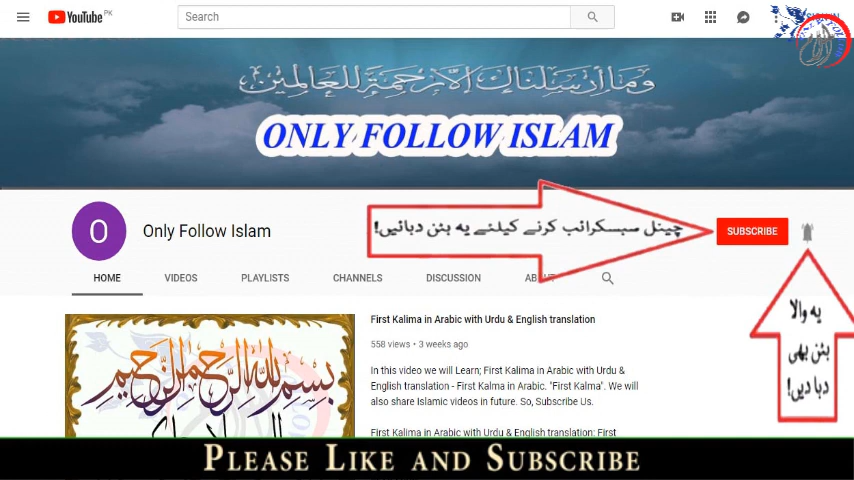 YouTube PK
Search
وما ارسلناك الا رحمة للعالمين
ONLY FOLLOW ISLAM
O
Only Follow Islam
چینل سبسکرائب کرنے کیلئے یہ بٹن دبائیں!
SUBSCRIBE
HOME VIDEOS PLAYLISTS CHANNELS DISCUSSION
یہ والا
بٹن بھی
دبا دیں!
First Kalima in Arabic with Urdu & English translation
558 views • 3 weeks ago
In this video we will Learn; First Kalima in Arabic with Urdu &
English translation - First Kalma in Arabic. "First Kalma". We will
also share Islamic videos in future. So, Subscribe Us.
First Kalima in Arabic with Urdu & English translation: First
بسم الله الرحمن الرحيم
PLEASE LIKE AND SUBSCRIBE